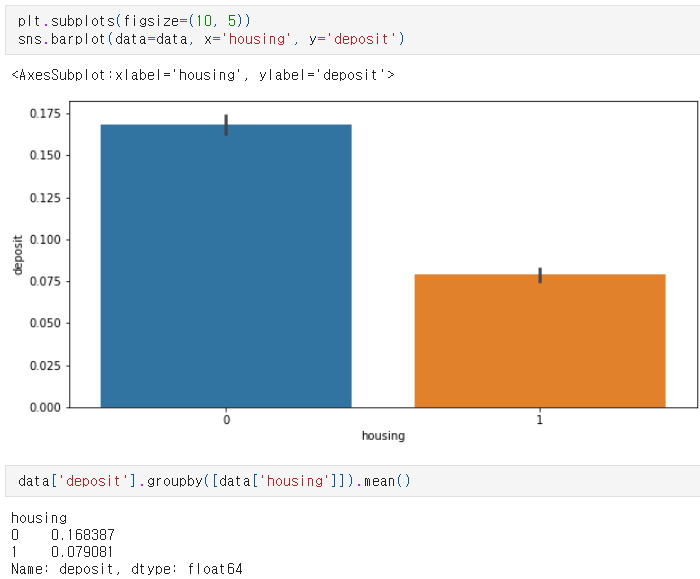 plt.subplots(figsize=(10, 5))
sns.barplot(data=data, x='housing', y='deposit')
<AxesSubplot:xlabel='housing', ylabel='deposit'>
0.175
0.150
0.125
0.100
0.075
0.050
0.025
0.000
deposit
0 1
housing
data['deposit'].groupby([data['housing']]).mean()
housing
0 0.168387
1 0.079081
Name: deposit, dtype: float64